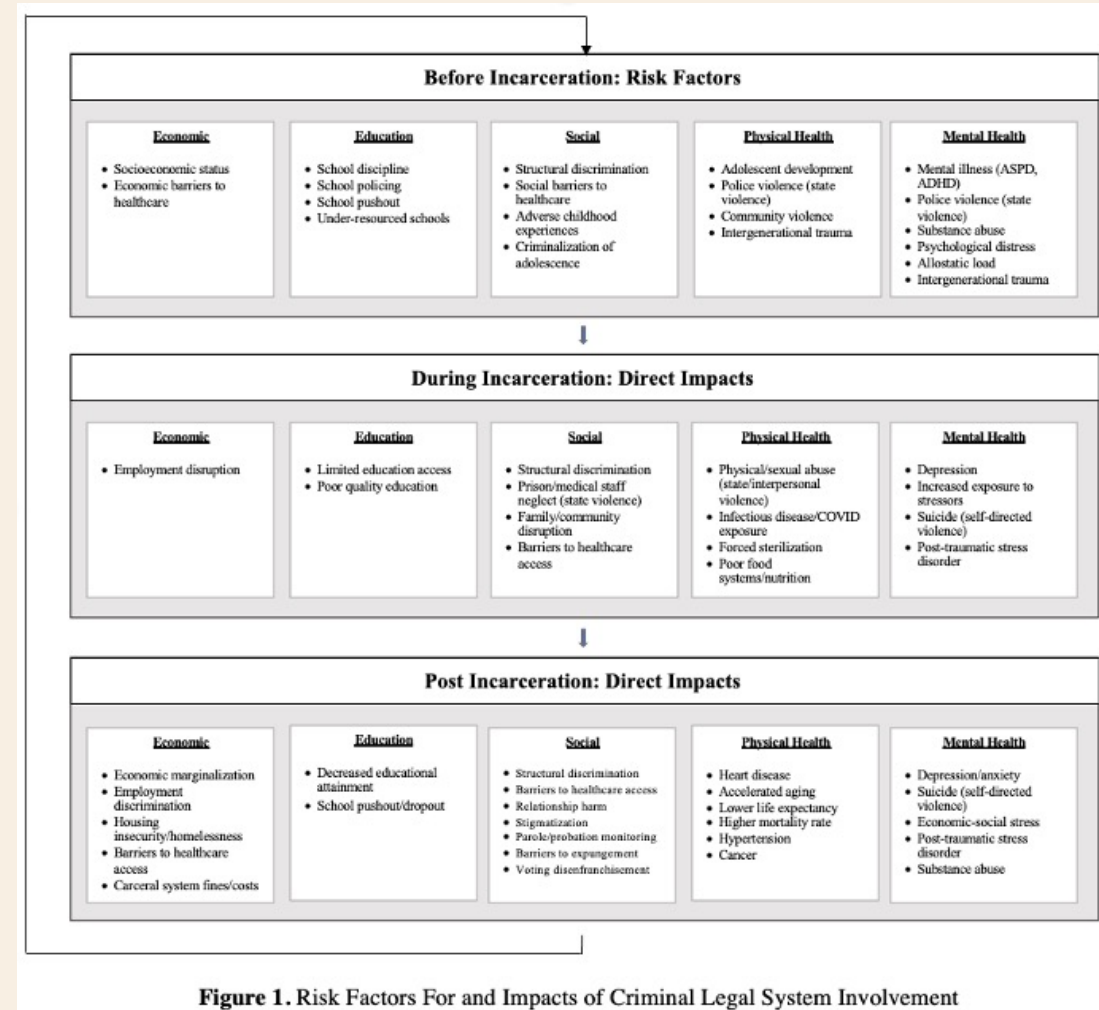 Before Incarceration: Risk Factors
Economic
• Socioeconomic status
• Economic barriers to
healthcare
Education
• School discipline
• School policing
• School pushout
• Under-resourced schools
Social
• Structural discrimination
• Social barriers to
healthcare
• Adverse childhood
experiences
• Criminalization of
adolescence
Physical Health
• Adolescent development
• Police violence (state
violence)
• Community violence
• Intergenerational trauma
Mental Health
• Mental illness (ASPD,
ADHD)
• Police violence (state
violence)
• Substance abuse
• Psychological distress
• Allostatic load
• Intergenerational trauma
During Incarceration: Direct Impacts
Economic
• Employment disruption
Education
• Limited education access
• Poor quality education
Social
• Structural discrimination
• Prison/medical staff
neglect (state violence)
• Family/community
disruption
• Barriers to healthcare
access
Physical Health
• Physical/sexual abuse
(state/interpersonal
violence)
• Infectious disease/COVID
exposure
• Forced sterilization
• Poor food
systems/nutrition
Mental Health
• Depression
• Increased exposure to
stressors
• Suicide (self-directed
violence)
• Post-traumatic stress
disorder
Post Incarceration: Direct Impacts
Economic
• Economic marginalization
• Employment
discrimination
• Housing
insecurity/homelessness
• Barriers to healthcare
access
• Carceral system fines/costs
Education
• Decreased educational
attainment
• School pushout/dropout
Social
• Structural discrimination
• Barriers to healthcare access
• Relationship harm
• Stigmatization
• Parole/probation monitoring
• Barriers to expungement
• Voting disenfranchisement
Physical Health
• Heart disease
• Accelerated aging
• Lower life expectancy
• Higher mortality rate
• Hypertension
• Cancer
Mental Health
• Depression/anxiety
• Suicide (self-directed
violence)
• Economic-social stress
• Post-traumatic stress
disorder
• Substance abuse
Figure 1. Risk Factors For and Impacts of Criminal Legal System Involvement